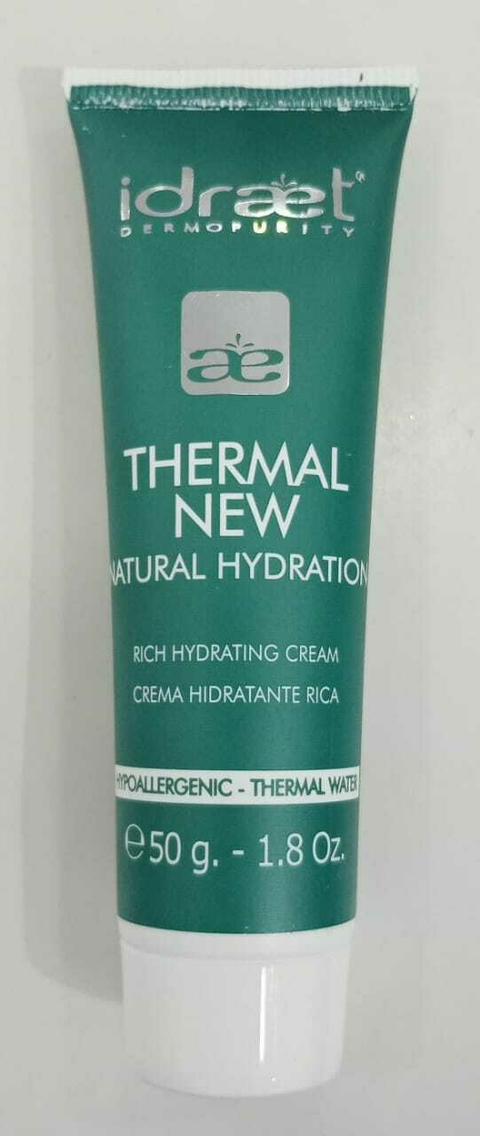 idraet
DERMOPURITY
æ
THERMAL
NEW
NATURAL HYDRATION
RICH HYDRATING CREAM
CREMA HIDRATANTE RICA
HYPOALLERGENIC - THERMAL WATER
℮ 50 g. - 1.8 Oz.